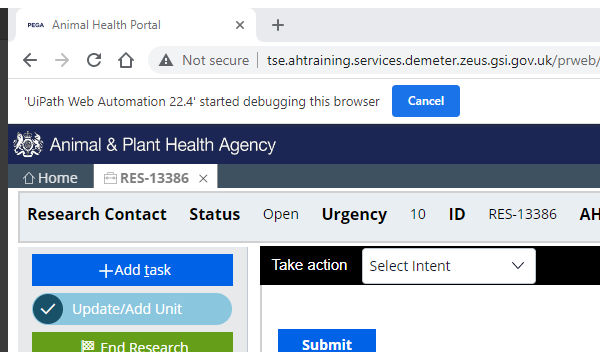 PEGA Animal Health Portal
Not secure tse.ahtraining.services.demeter.zeus.gsi.gov.uk/prweb/
'UiPath Web Automation 22.4' started debugging this browser Cancel
Animal & Plant Health Agency
Home RES-13386
Research Contact Status Open Urgency 10 ID RES-13386 AH
Add task Take action Select Intent
Update/Add Unit
End Research Submit